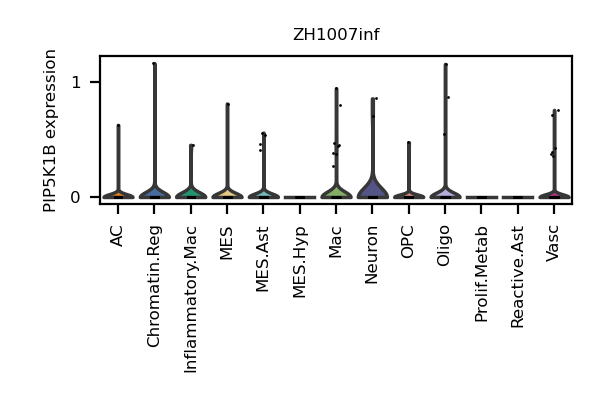 ZH1007inf
PIP5K1B expression
1
0
AC
Chromatin.Reg
Inflammatory.Mac
MES
MES.Ast
MES.Hyp
Mac
Neuron
OPC
Oligo
Prolif.Metab
Reactive.Ast
Vasc